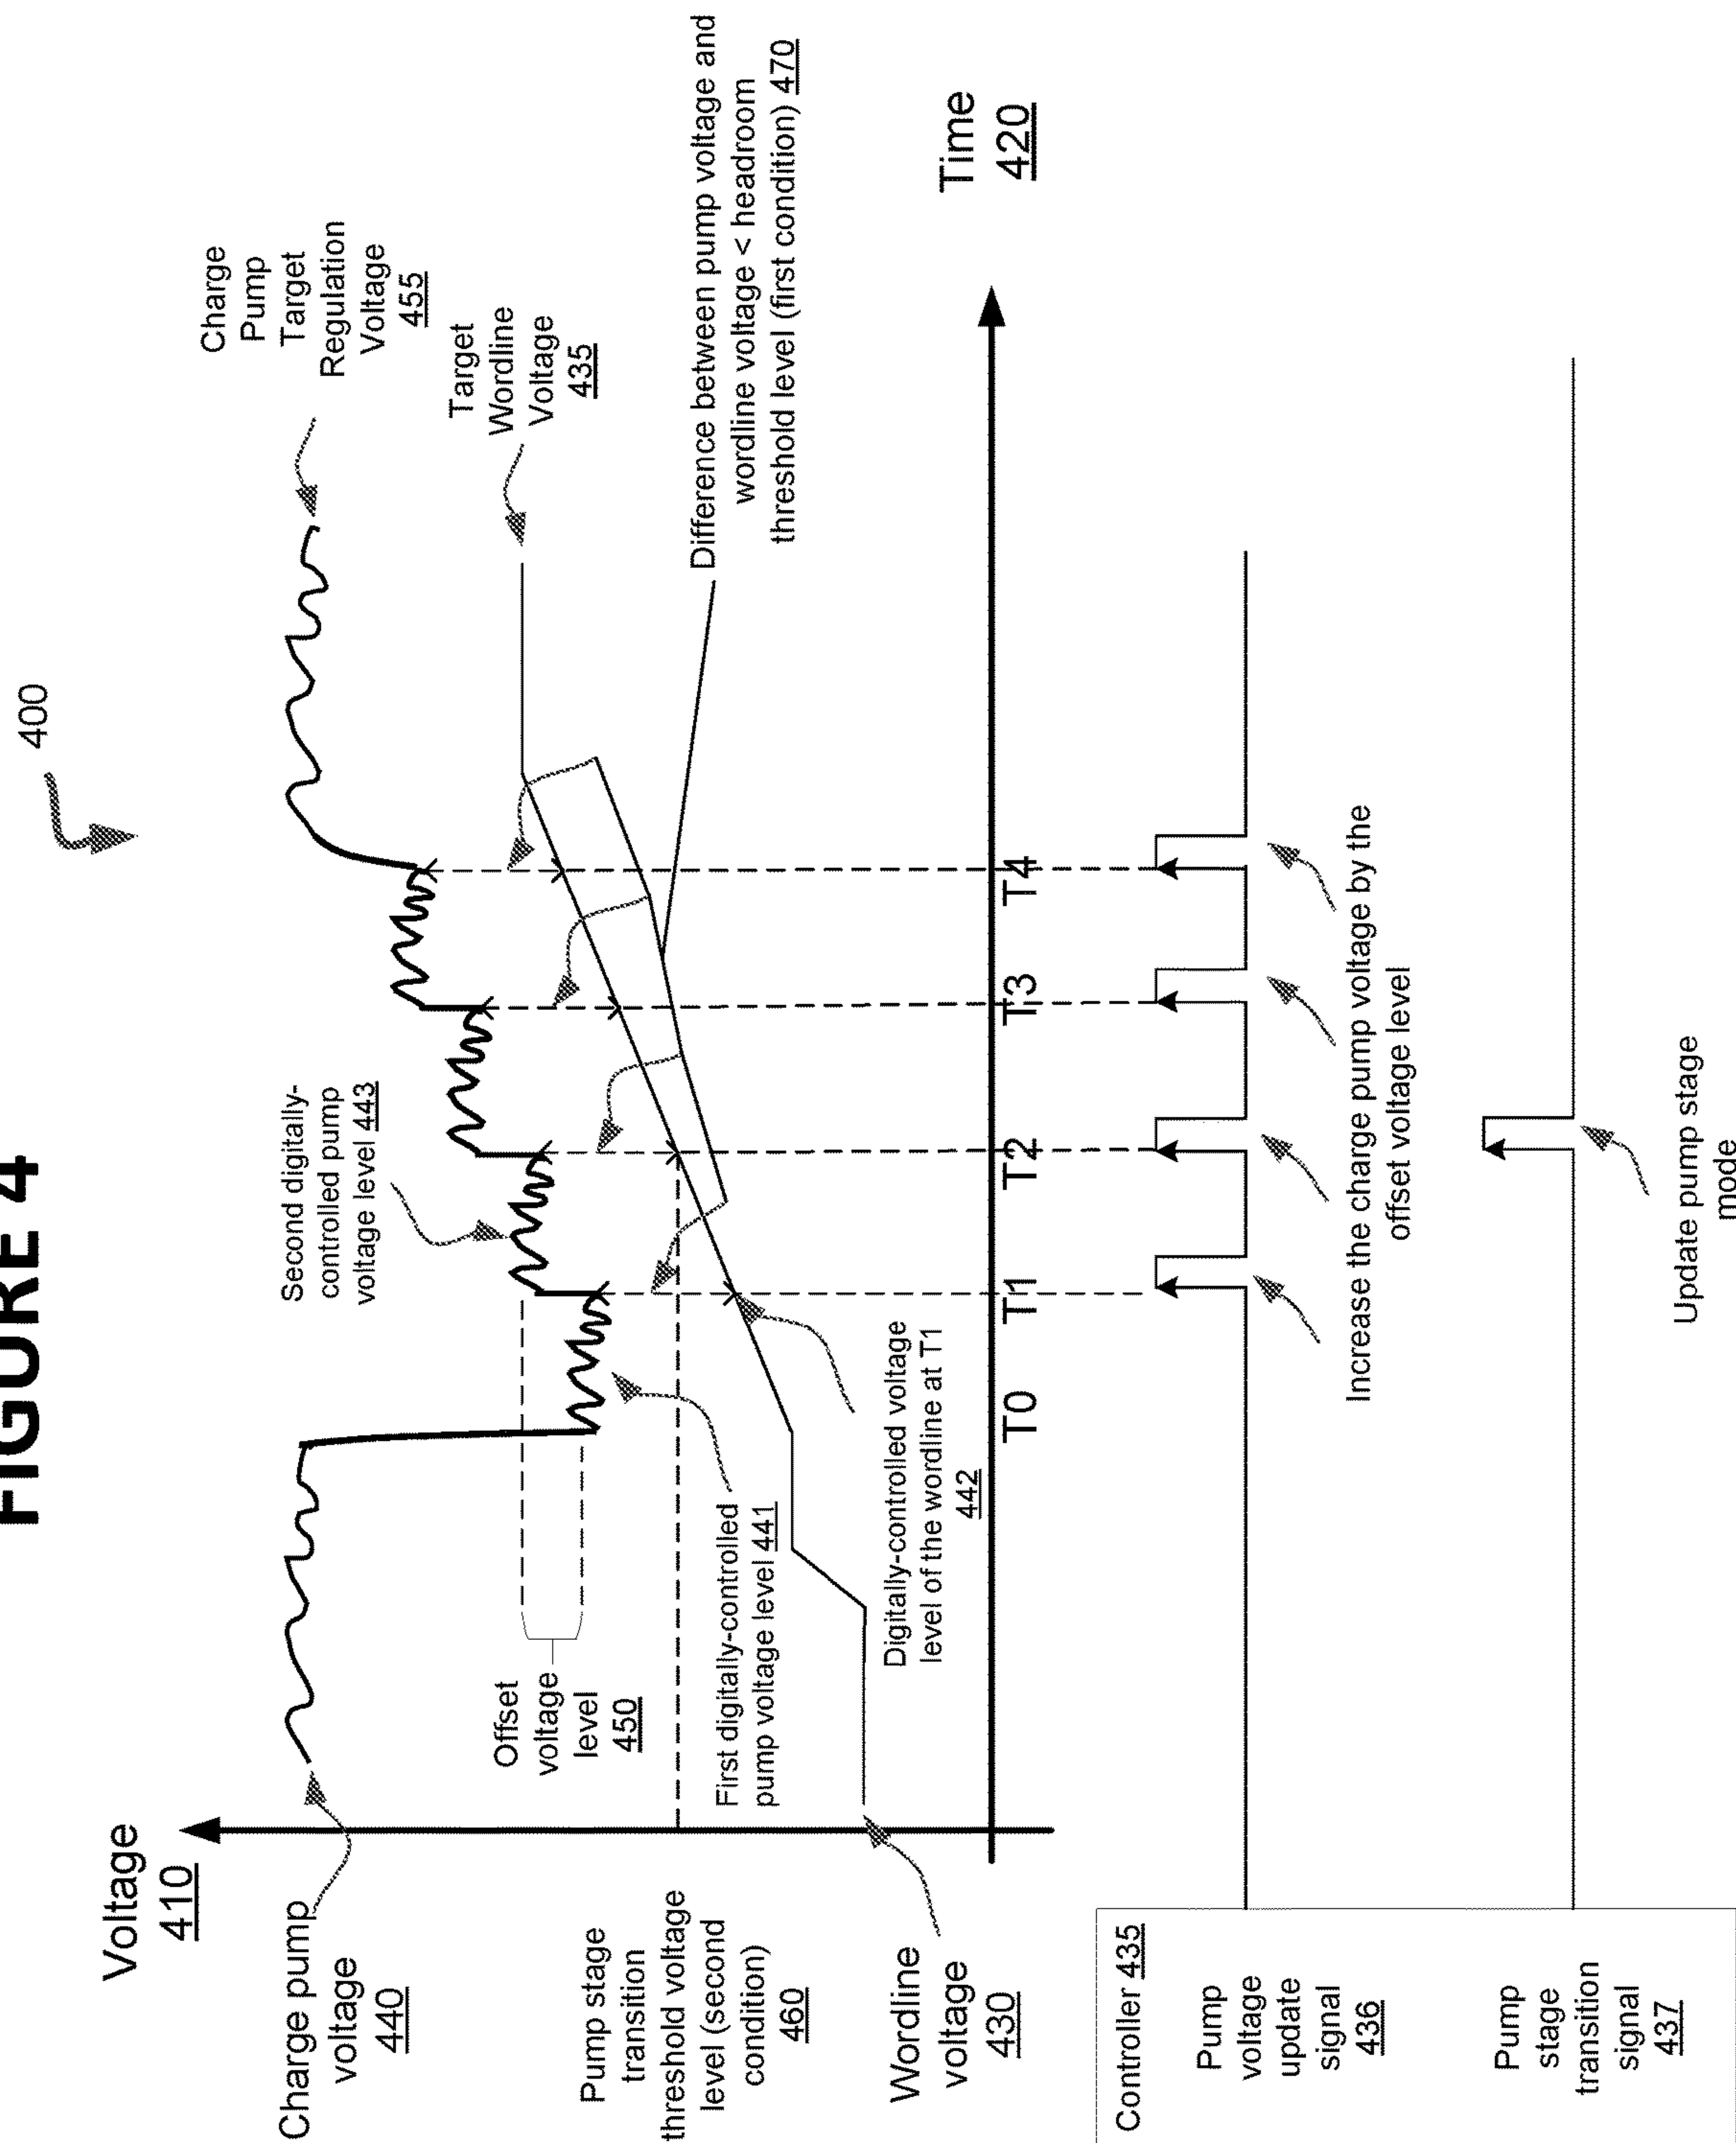 FIGURE 4
400
Voltage
410
Charge pump
voltage
440
Pump stage
transition
threshold voltage
level (second
condition)
460
Wordline
voltage
430
Offset
voltage
level
450
First digitally-controlled
pump voltage level 441
Second digitally-
controlled pump
voltage level 443
Digitally-controlled voltage
level of the wordline at T1
442
Charge
Pump
Target
Regulation
Voltage
455
Target
Wordline
Voltage
435
Difference between pump voltage and
wordline voltage < headroom
threshold level (first condition) 470
Time
420
T0
T1
T2
T3
T4
Controller 435
Pump
voltage
update
signal
436
Increase the charge pump voltage by the
offset voltage level
Pump
stage
transition
signal
437
Update pump stage
mode